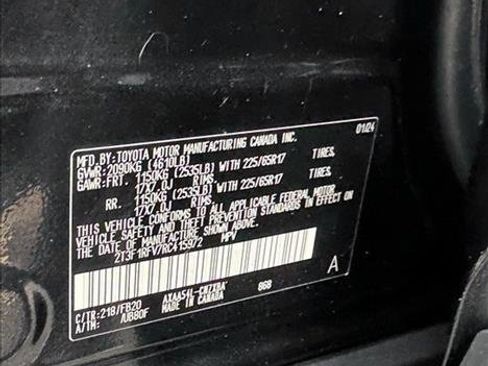 MFD.BY:TOYOTA MOTOR MANUFACTURING CANADA INC. 01/24
GVWR:2090KG (4610LB)
GAWR:FRT. 1150KG (2535LB) WITH 225/65R17 TIRES.
17X7.0J RIMS.
RR. 1150KG (2535LB) WITH 225/65R17 TIRES.
17X7.0J RIMS
THIS VEHICLE CONFORMS TO ALL APPLICABLE FEDERAL MOTOR
VEHICLE SAFETY AND THEFT PREVENTION STANDARDS IN
EFFECT ON THE DATE OF MANUFACTURE SHOWN ABOVE.
2T3F1RFV7RC415972 MPV
A
C/TR:218/FB20 868
A/TM: /UB80F MADE IN CANADA